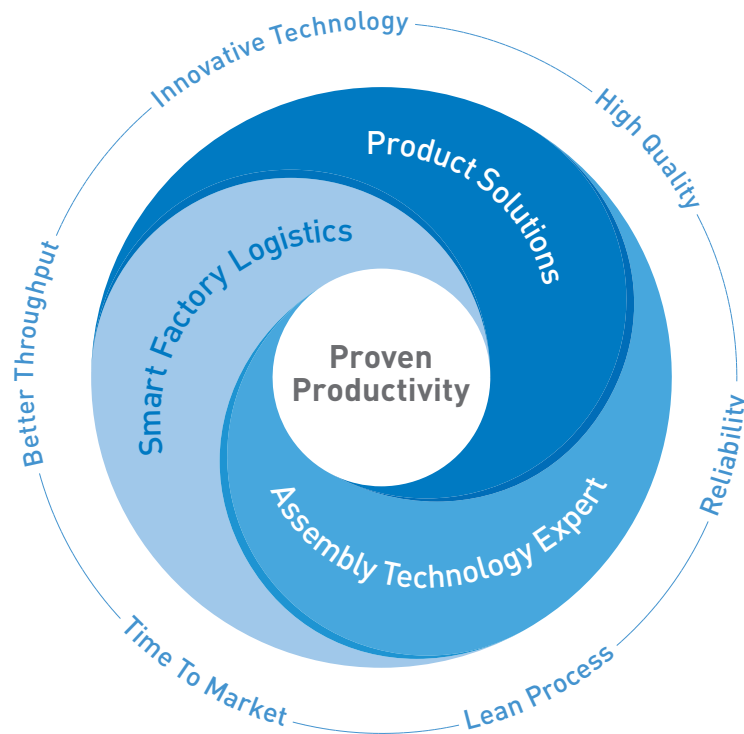 Innovative Technology
High Quality
Reliability
Lean Process
Time To Market
Better Throughput
Product Solutions
Assembly Technology Expert
Smart Factory Logistics
Proven
Productivity